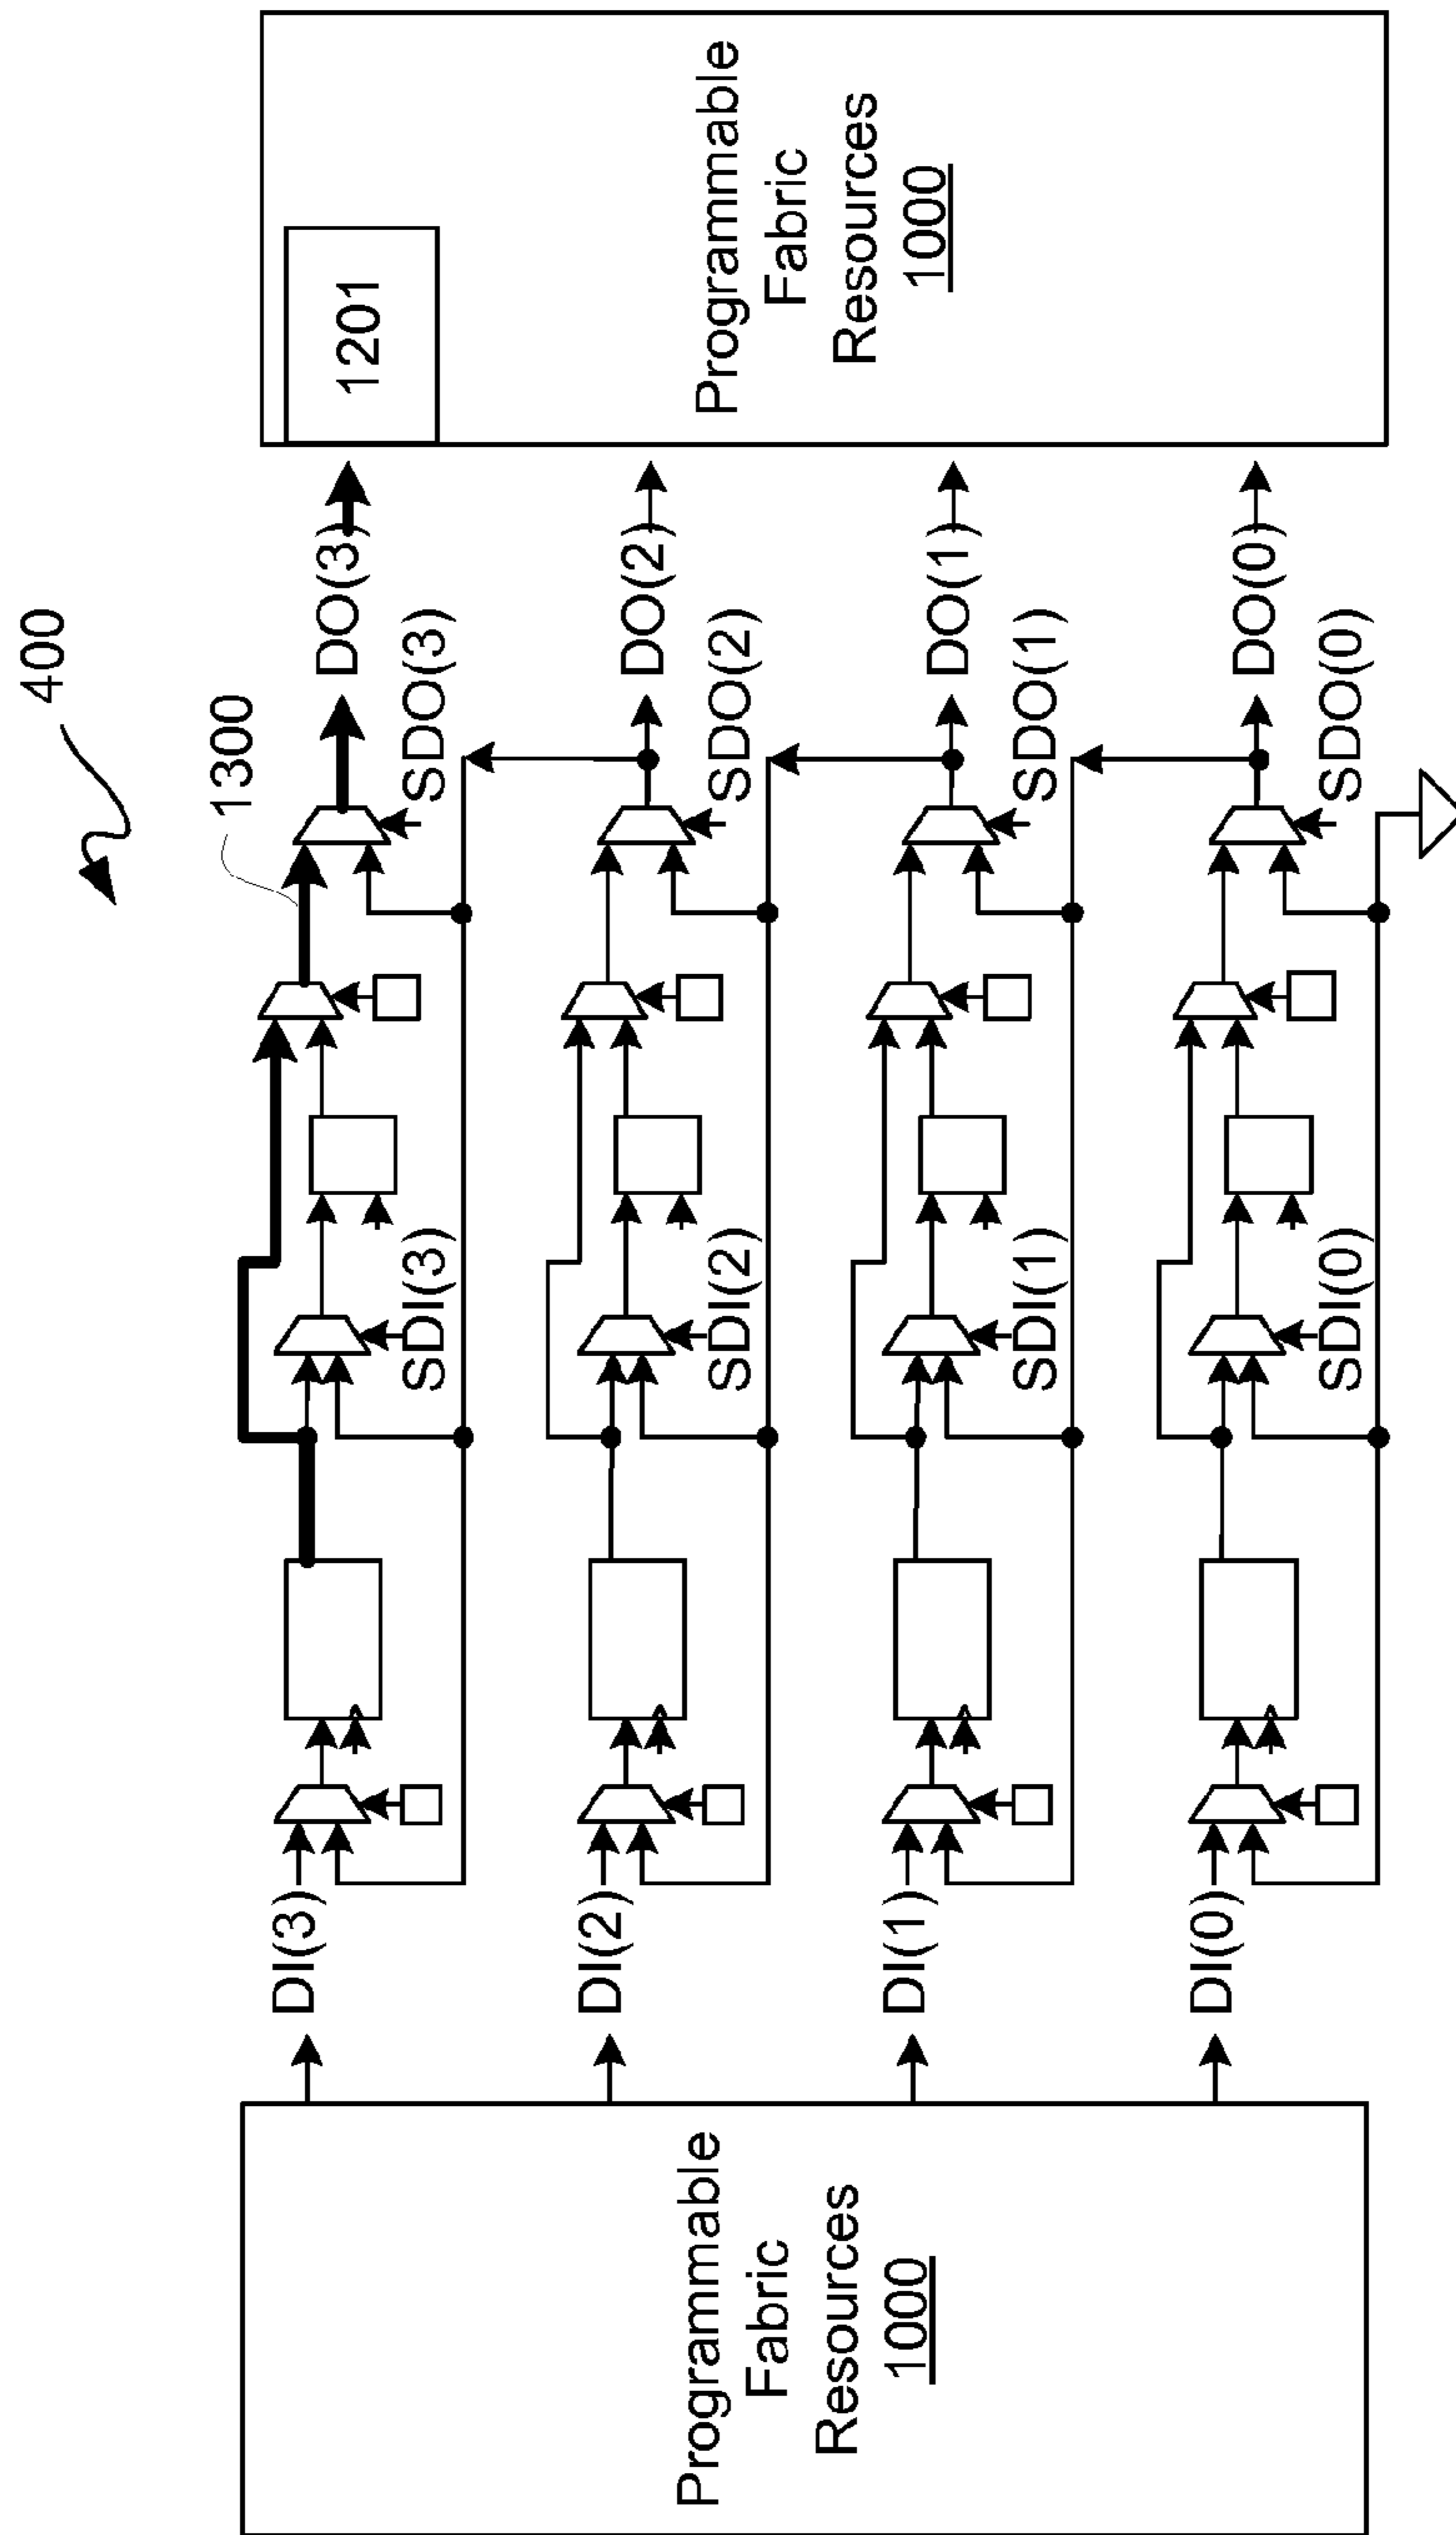 400
1300
Programmable
Fabric
Resources
1000
DI(3)
SDI(3)
SDO(3)
DO(3)
1201
DI(2)
SDI(2)
SDO(2)
DO(2)
DI(1)
SDI(1)
SDO(1)
DO(1)
DI(0)
SDI(0)
SDO(0)
DO(0)
Programmable
Fabric
Resources
1000